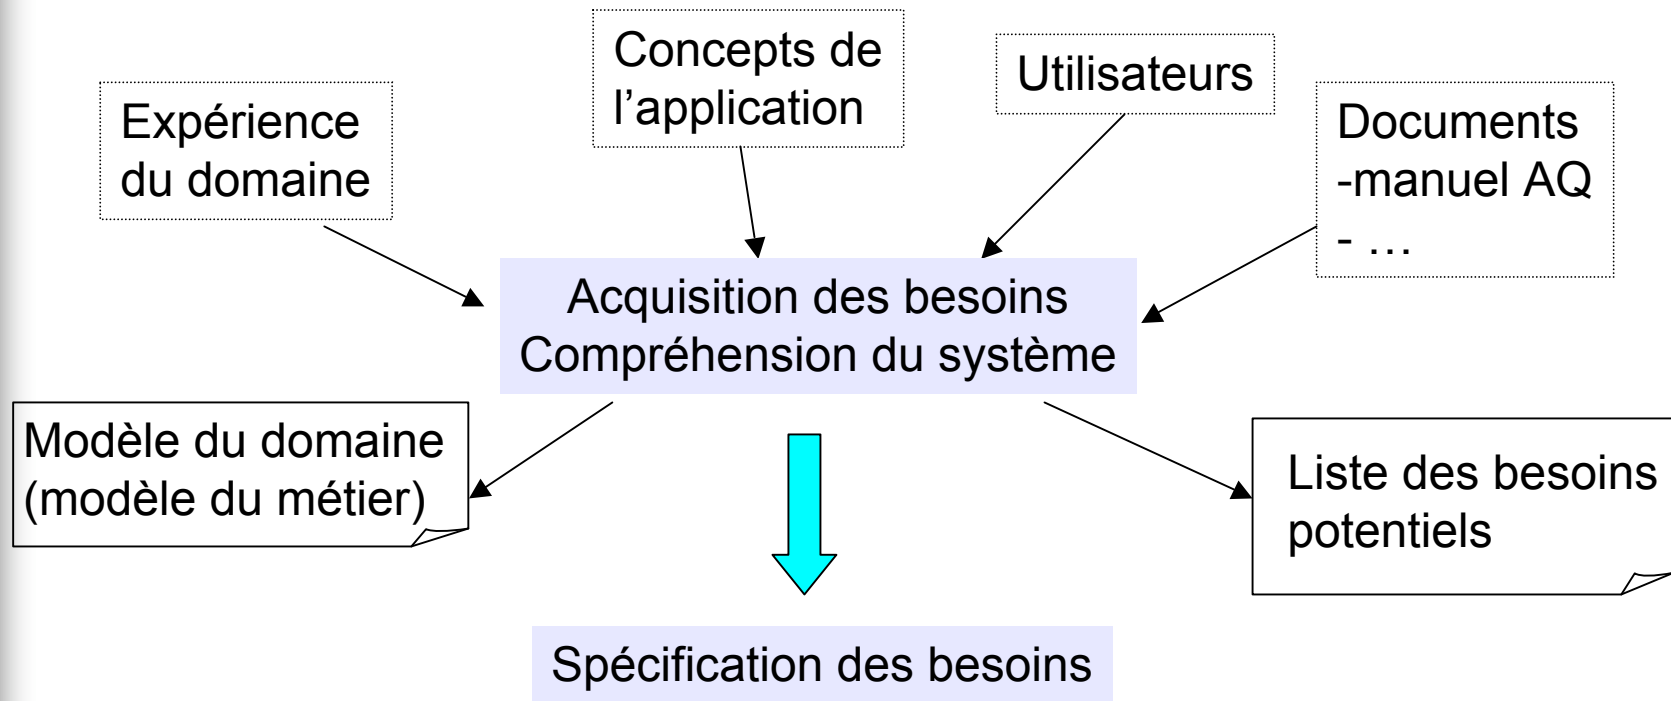 Concepts de
l’application
Utilisateurs
Expérience
du domaine
Documents
-manuel AQ
- …
Acquisition des besoins
Compréhension du système
Modèle du domaine
(modèle du métier)
Liste des besoins
potentiels
Spécification des besoins